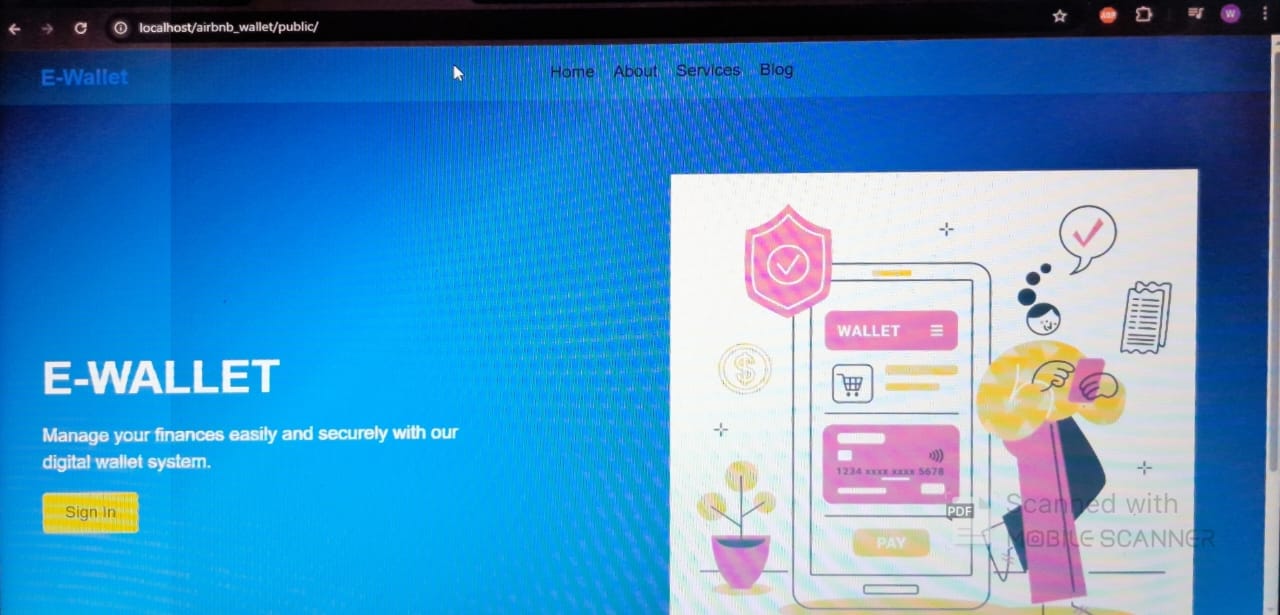 localhost/airbnb_wallet/public/
ABP
W
E-Wallet
Home About Services Blog
WALLET
$
E-WALLET
Manage your finances easily and securely with our
digital wallet system.
Sign In
1234 xxxx xxxx 5678
PAY
PDF
Scanned with
MOBILE SCANNER